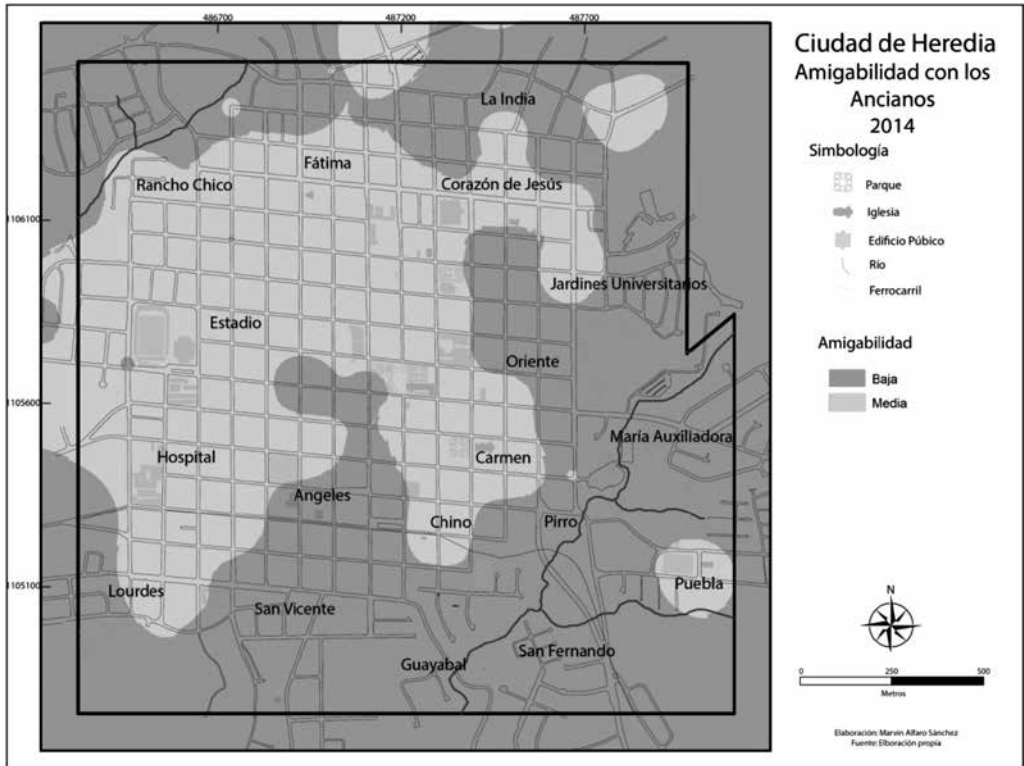 486700
487200
487700
1106100
1105600
1105100
La India
Fátima
Rancho Chico
Corazón de Jesús
Jardines Universitarios
Estadio
Oriente
María Auxiliadora
Hospítal
Carmen
Angeles
Chino
Pirro
Puebla
Lourdes
San Vicente
San Fernando
Guayabal
Ciudad de Heredia
Amigabilidad con los
Ancianos
2014
Simbología
Parque
Iglesia
Edificio Púbico
Río
Ferrocarril
Amigabilidad
Baja
Media
N
0 250 500
Metros
Elaboración: Marvin Alfaro Sánchez
Fuente: Elboración propia